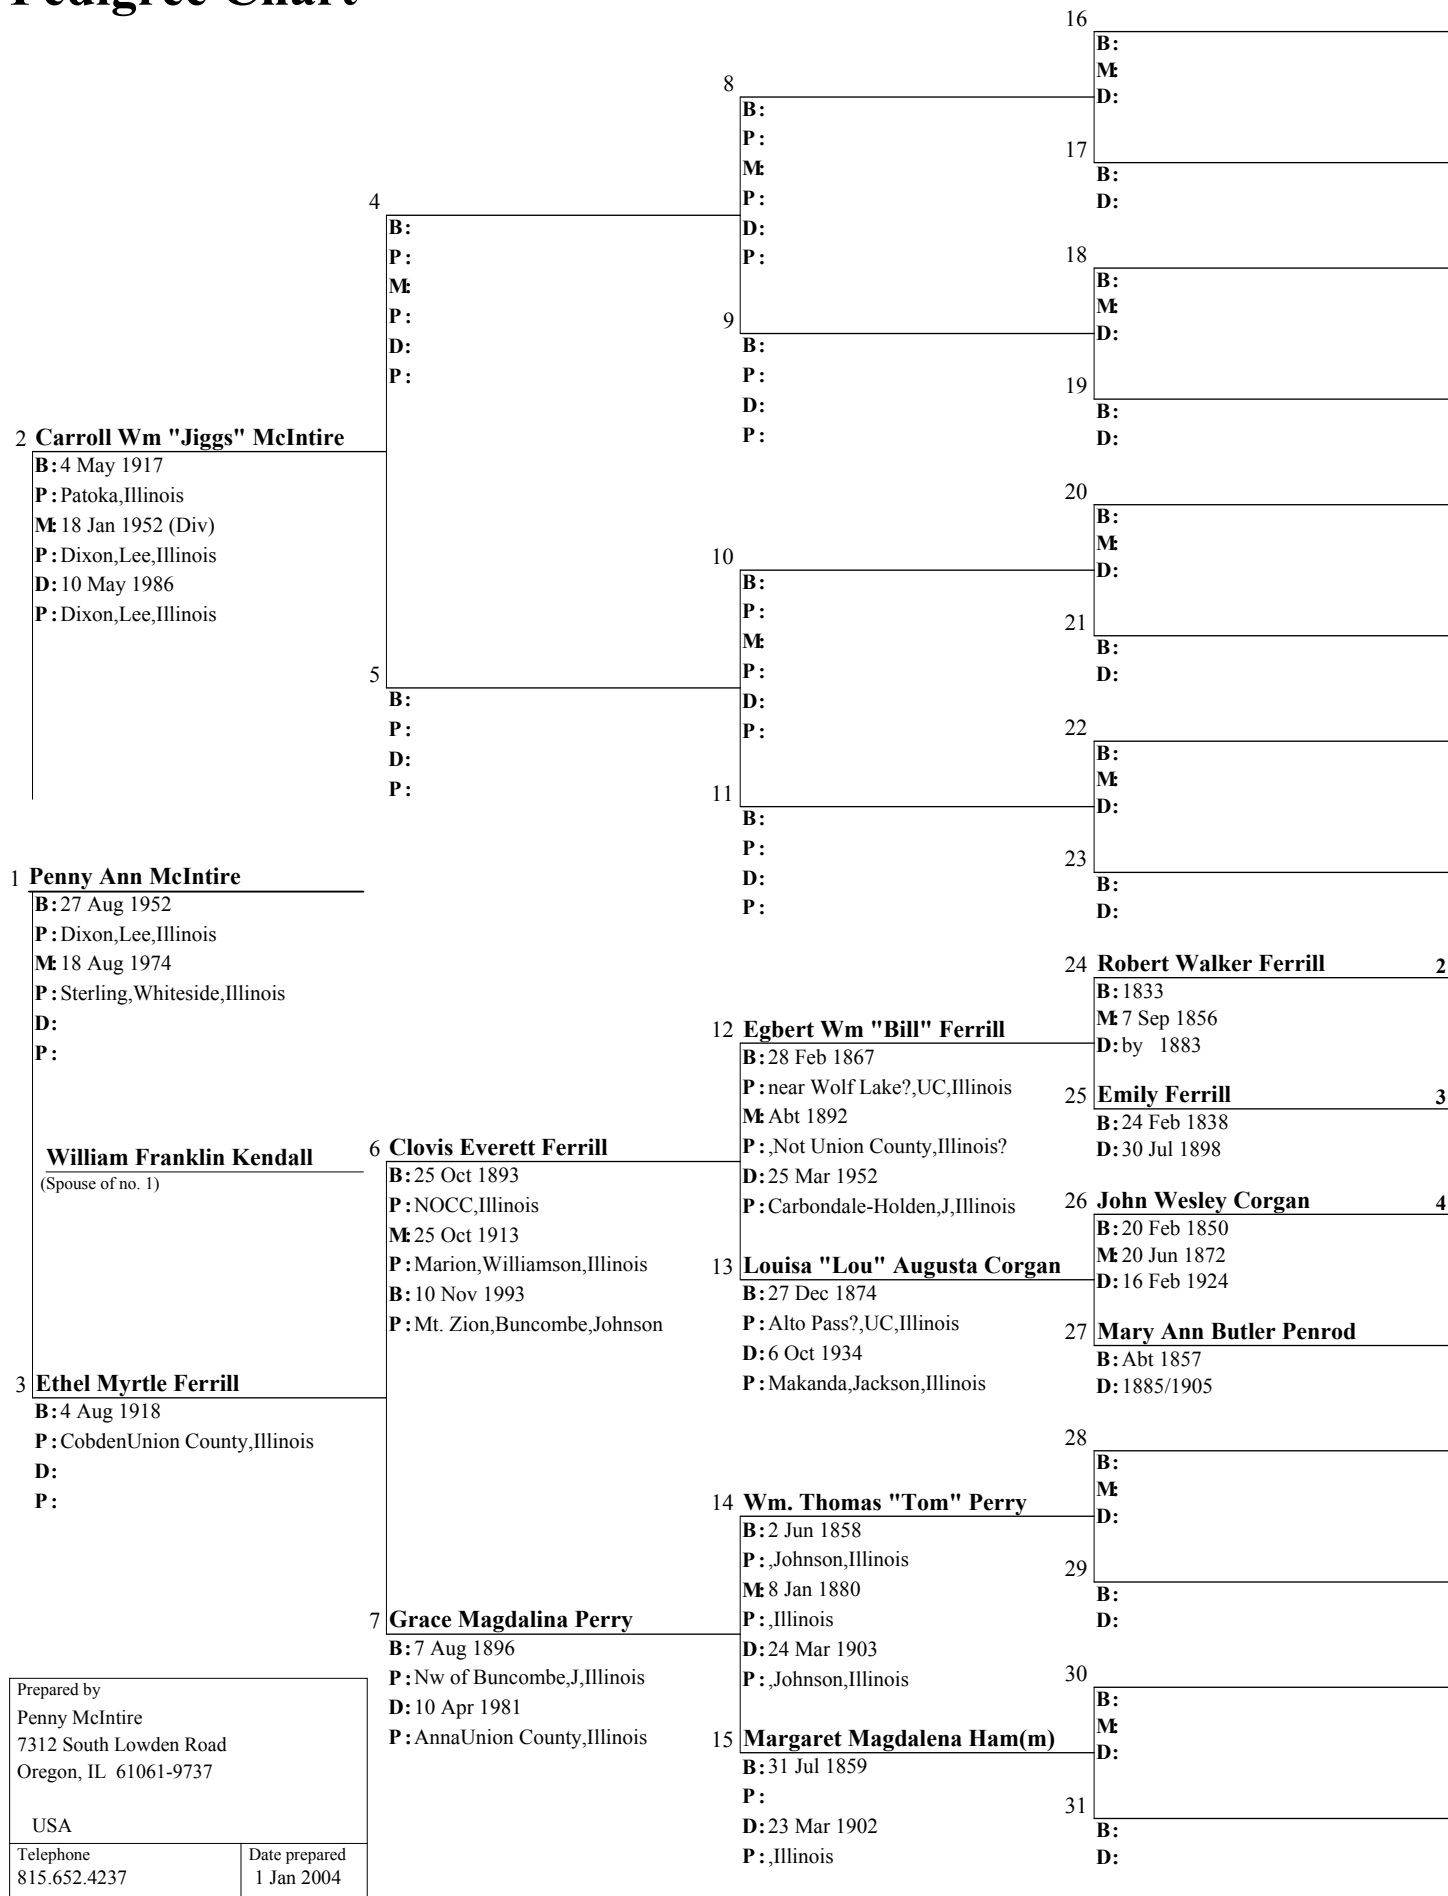 Pedigree Chart
16
B:
M:
D:
17
B:
D:
8
B:
P:
M:
P:
D:
P:
18
B:
M:
D:
19
B:
D:
9
B:
P:
D:
P:
4
B:
P:
M:
P:
D:
P:
2 Carroll Wm "Jiggs" McIntire
B: 4 May 1917
P: Patoka,Illinois
M: 18 Jan 1952 (Div)
P: Dixon,Lee,Illinois
D: 10 May 1986
P: Dixon,Lee,Illinois
20
B:
M:
D:
21
B:
D:
10
B:
P:
M:
P:
D:
P:
5
B:
P:
D:
P:
22
B:
M:
D:
23
B:
D:
11
B:
P:
D:
P:
1 Penny Ann McIntire
B: 27 Aug 1952
P: Dixon,Lee,Illinois
M: 18 Aug 1974
P: Sterling,Whiteside,Illinois
D:
P:
William Franklin Kendall
(Spouse of no. 1)
24 Robert Walker Ferrill 2
B: 1833
M: 7 Sep 1856
D: by 1883
25 Emily Ferrill 3
B: 24 Feb 1838
D: 30 Jul 1898
12 Egbert Wm "Bill" Ferrill
B: 28 Feb 1867
P: near Wolf Lake?,UC,Illinois
M: Abt 1892
P: ,Not Union County,Illinois?
D: 25 Mar 1952
P: Carbondale-Holden,J,Illinois
6 Clovis Everett Ferrill
B: 25 Oct 1893
P: NOCC,Illinois
M: 25 Oct 1913
P: Marion,Williamson,Illinois
B: 10 Nov 1993
P: Mt. Zion,Buncombe,Johnson
26 John Wesley Corgan 4
B: 20 Feb 1850
M: 20 Jun 1872
D: 16 Feb 1924
27 Mary Ann Butler Penrod
B: Abt 1857
D: 1885/1905
13 Louisa "Lou" Augusta Corgan
B: 27 Dec 1874
P: Alto Pass?,UC,Illinois
D: 6 Oct 1934
P: Makanda,Jackson,Illinois
3 Ethel Myrtle Ferrill
B: 4 Aug 1918
P: CobdenUnion County,Illinois
D:
P:
28
B:
M:
D:
29
B:
D:
14 Wm. Thomas "Tom" Perry
B: 2 Jun 1858
P: ,Johnson,Illinois
M: 8 Jan 1880
P: ,Illinois
D: 24 Mar 1903
P: ,Johnson,Illinois
7 Grace Magdalina Perry
B: 7 Aug 1896
P: Nw of Buncombe,J,Illinois
D: 10 Apr 1981
P: AnnaUnion County,Illinois
30
B:
M:
D:
31
B:
D:
15 Margaret Magdalena Ham(m)
B: 31 Jul 1859
P:
D: 23 Mar 1902
P: ,Illinois
Prepared by
Penny McIntire
7312 South Lowden Road
Oregon, IL 61061-9737
USA
Telephone
815.652.4237
Date prepared
1 Jan 2004